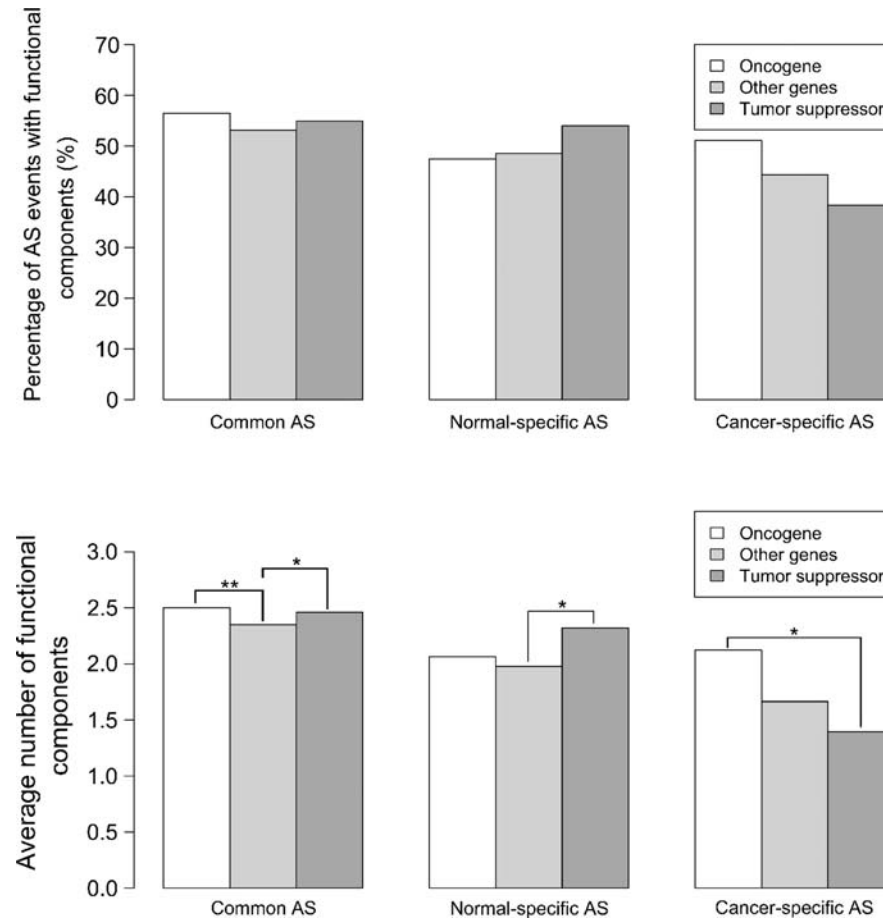 Percentage of AS events with functional
components (%)
70
60
50
40
30
20
10
0
Oncogene
Other genes
Tumor suppressor
Common AS
Normal-specific AS
Cancer-specific AS
Average number of functional
components
3.0
2.5
2.0
1.5
1.0
0.5
0.0
**
*
*
*
Oncogene
Other genes
Tumor suppressor
Common AS
Normal-specific AS
Cancer-specific AS